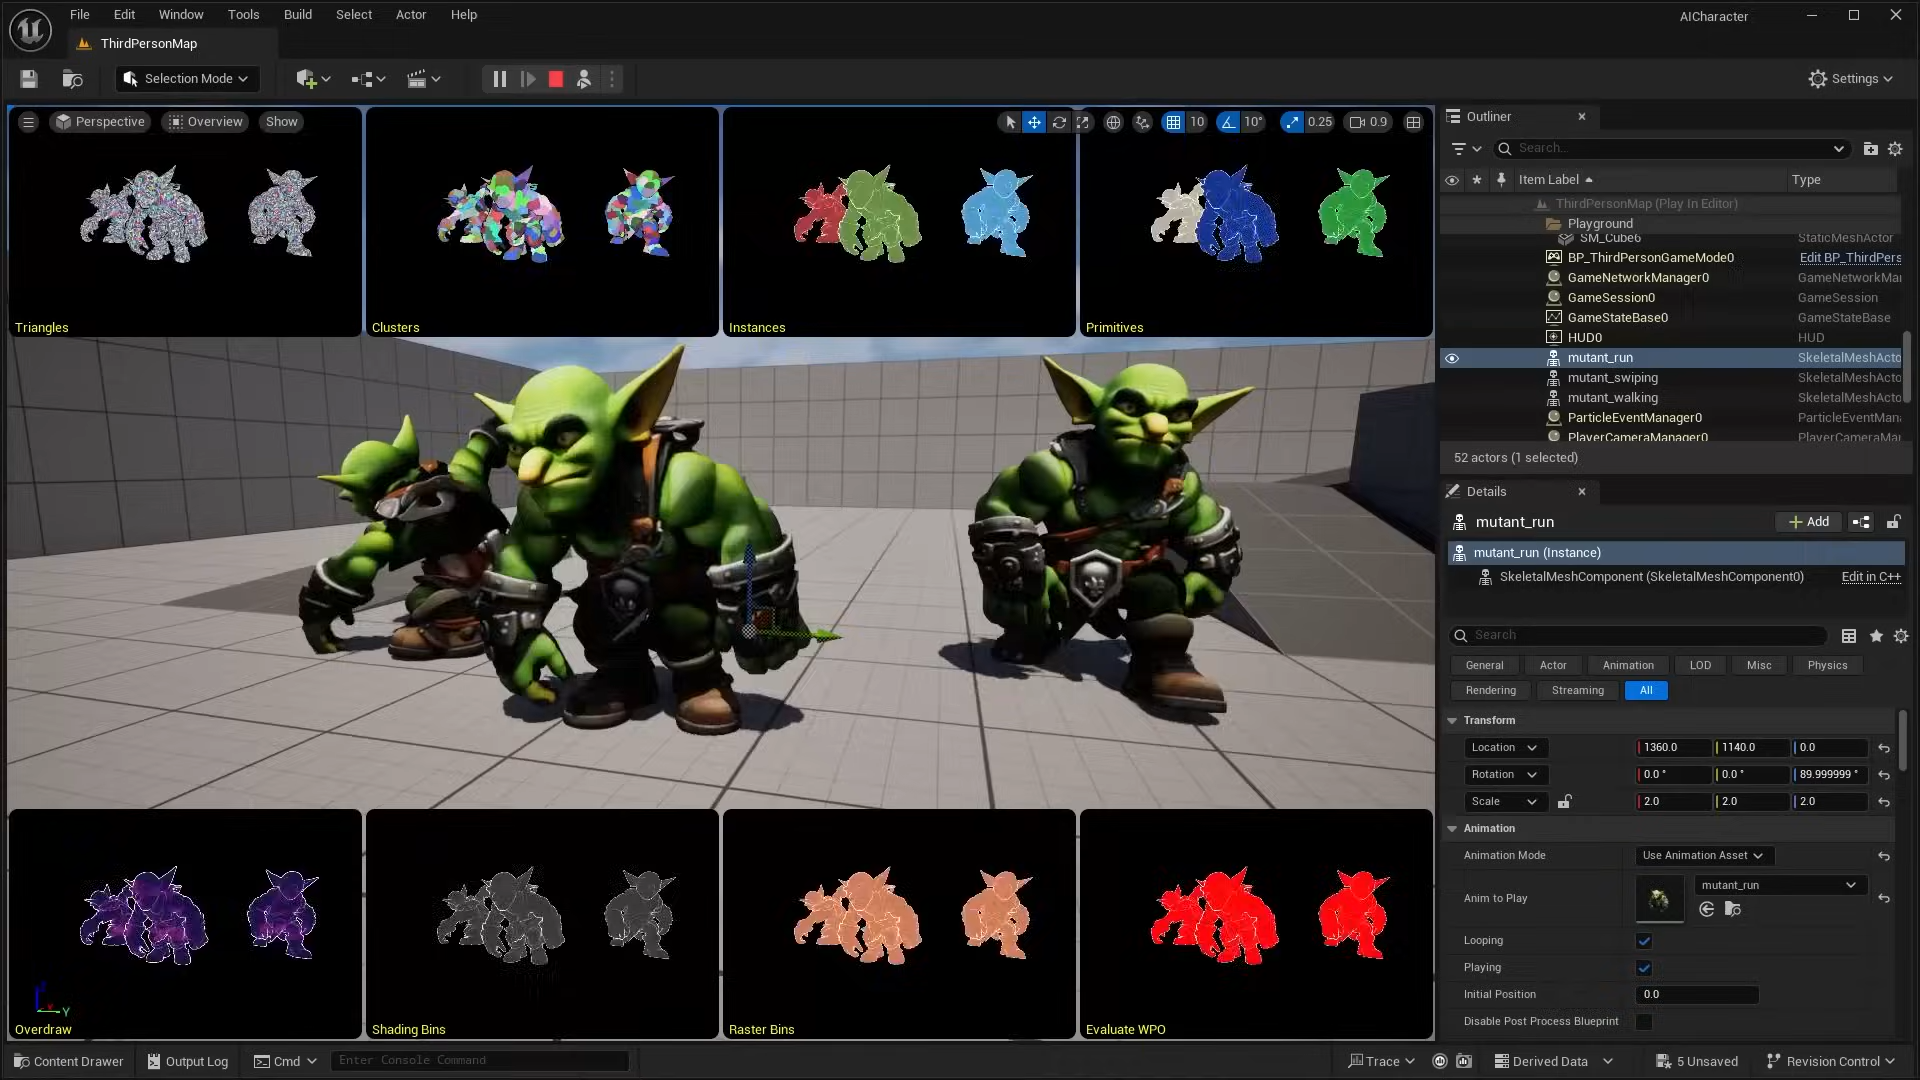 File Edit Window Tools Build Select Actor Help
AICharacter
ThirdPersonMap
Selection Mode
Settings
Perspective Overview Show
10 10° 0.25 0.9
Triangles Clusters Instances Primitives
Overdraw Shading Bins Raster Bins Evaluate WPO
Y
Outliner
Search...
Item Label Type
ThirdPersonMap (Play In Editor)
Playground
SM_Cube6 StaticMeshActor
BP_ThirdPersonGameMode0 Edit BP_ThirdPers
GameNetworkManager0 GameNetworkMa
GameSession0 GameSession
GameStateBase0 GameStateBase
HUD0 HUD
mutant_run SkeletalMeshActo
mutant_swiping SkeletalMeshActo
mutant_walking SkeletalMeshActo
ParticleEventManager0 ParticleEventMan
PlayerCameraManager0 PlayerCameraMa
52 actors (1 selected)
Details
mutant_run
Add
mutant_run (Instance)
SkeletalMeshComponent (SkeletalMeshComponent0) Edit in C++
Search
General Actor Animation LOD Misc Physics
Rendering Streaming All
Transform
Location 1360.0 1140.0 0.0
Rotation 0.0 ° 0.0 ° 89.999999 °
Scale 2.0 2.0 2.0
Animation
Animation Mode Use Animation Asset
Anim to Play mutant_run
Looping
Playing
Initial Position 0.0
Disable Post Process Blueprint
Content Drawer Output Log Cmd Enter Console Command
Trace Derived Data 5 Unsaved Revision Control